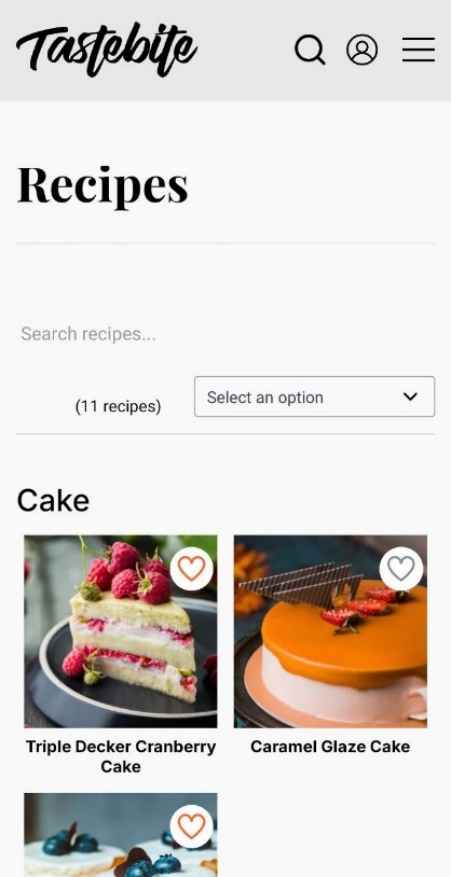 Tastebite
Recipes
Search recipes...
(11 recipes)
Select an option
Cake
Triple Decker Cranberry
Cake
Caramel Glaze Cake